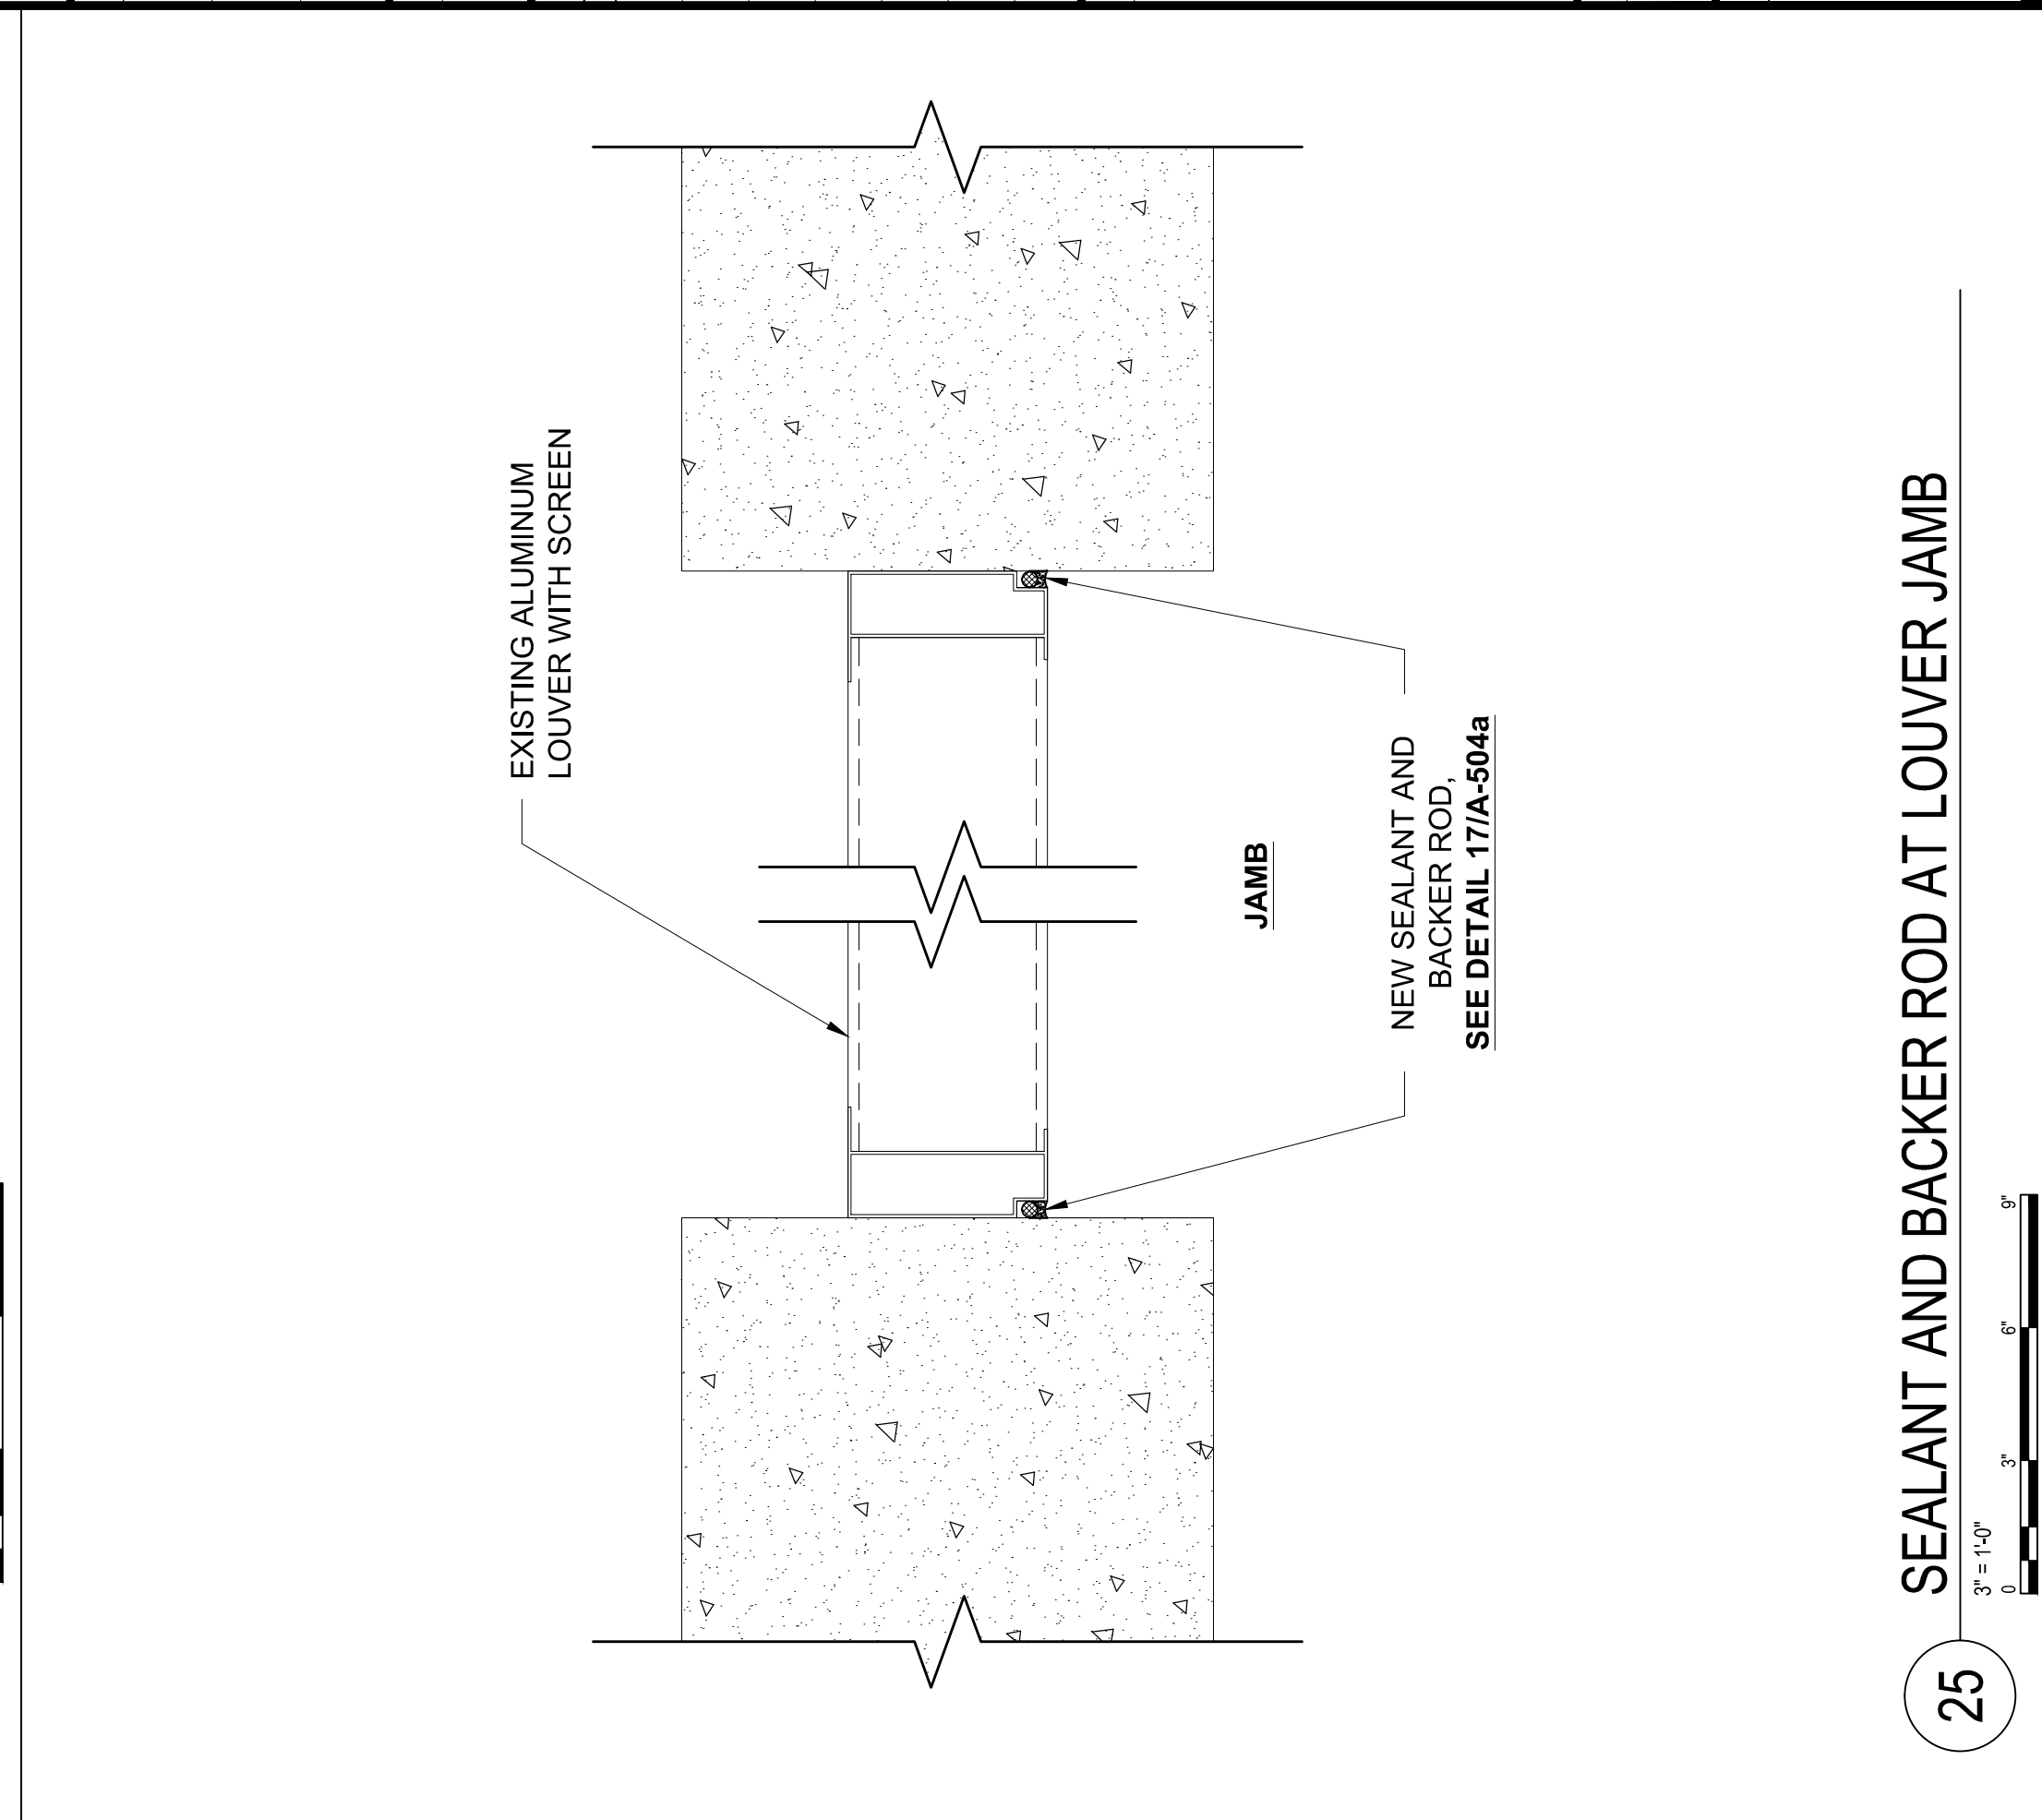 EXISTING ALUMINUM
LOUVER WITH SCREEN
JAMB
NEW SEALANT AND
BACKER ROD,
SEE DETAIL 17/A-504a
25
SEALANT AND BACKER ROD AT LOUVER JAMB
3" = 1'-0"
0 3" 6" 9"